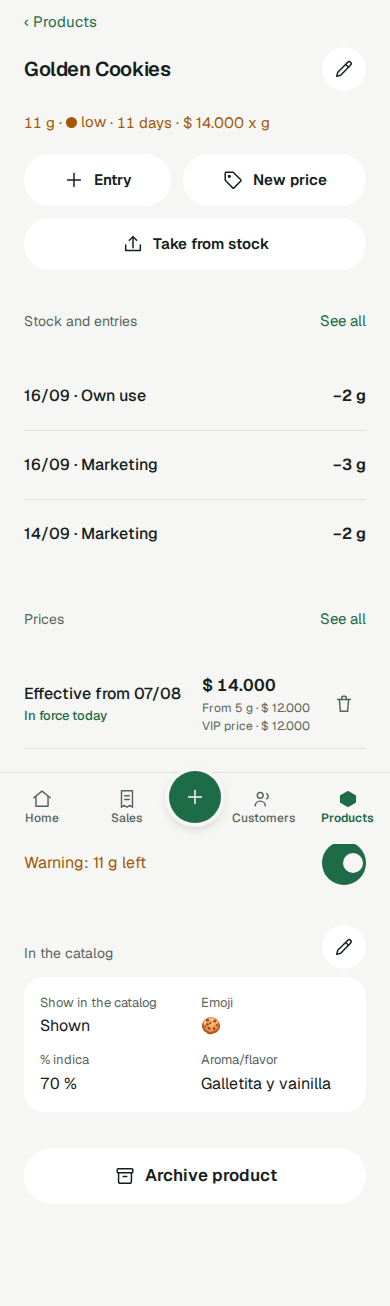 ‹ Products
Golden Cookies
11 g · low · 11 days · $ 14.000 x g
Entry
New price
Take from stock
Stock and entries
See all
16/09 · Own use
−2 g
16/09 · Marketing
−3 g
14/09 · Marketing
−2 g
Prices
See all
Effective from 07/08
In force today
$ 14.000
From 5 g · $ 12.000
VIP price · $ 12.000
Home
Sales
Customers
Products
Warning: 11 g left
In the catalog
Show in the catalog
Shown
Emoji
% indica
70 %
Aroma/flavor
Galletita y vainilla
Archive product